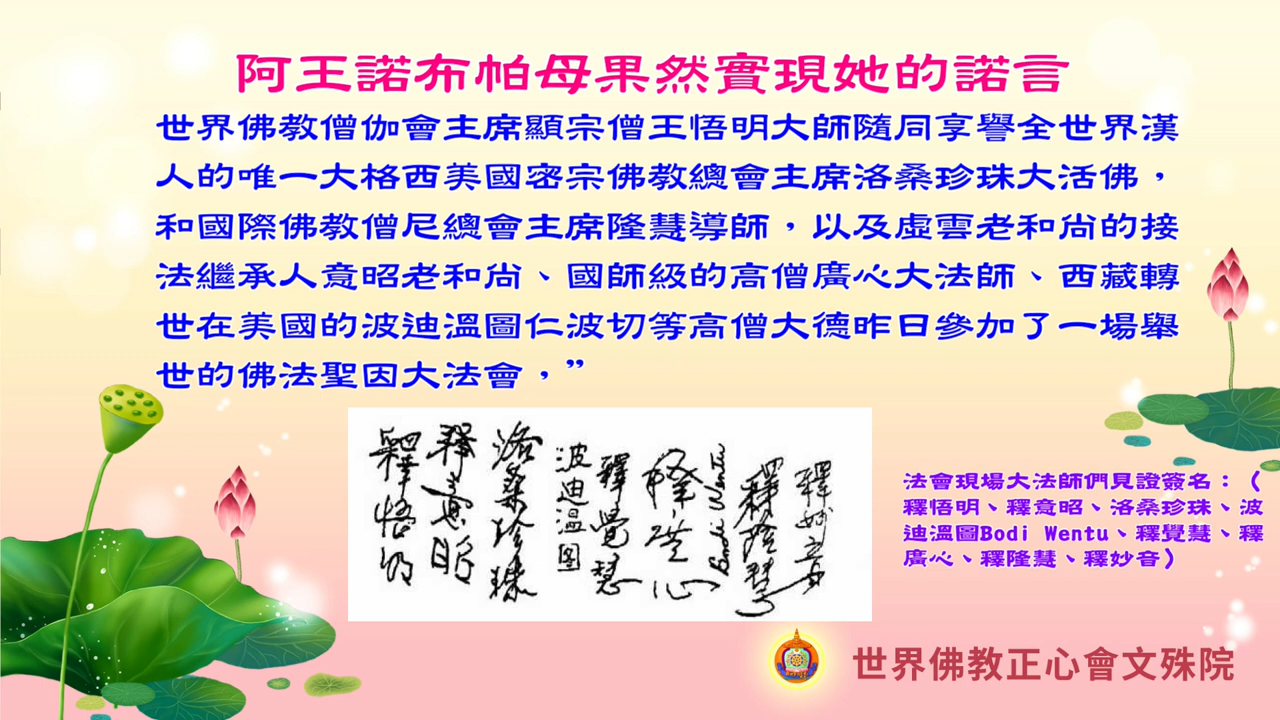 阿王諾布帕母果然實現她的諾言
世界佛教僧伽會主席顯宗僧王悟明大師隨同享譽全世界漢
人的唯一大格西美國密宗佛教總會主席洛桑珍珠大活佛，
和國際佛教僧尼總會主席隆慧導師，以及虛雲老和尚的接
法繼承人意昭老和尚、國師級的高僧廣心大法師、西藏轉
世在美國的波迪溫圖仁波切等高僧大德昨日參加了一場舉
世的佛法聖因大法會，”
釋悟明
釋意昭
洛桑珍珠
波迪溫图
釋覺慧
釋廣心
Bodi Wentu
釋隆慧
釋妙音
法會現場大法師們見證簽名：（
釋悟明、釋意昭、洛桑珍珠、波
迪溫圖Bodi Wentu、釋覺慧、釋
廣心、釋隆慧、釋妙音）
世界佛教正心會文殊院